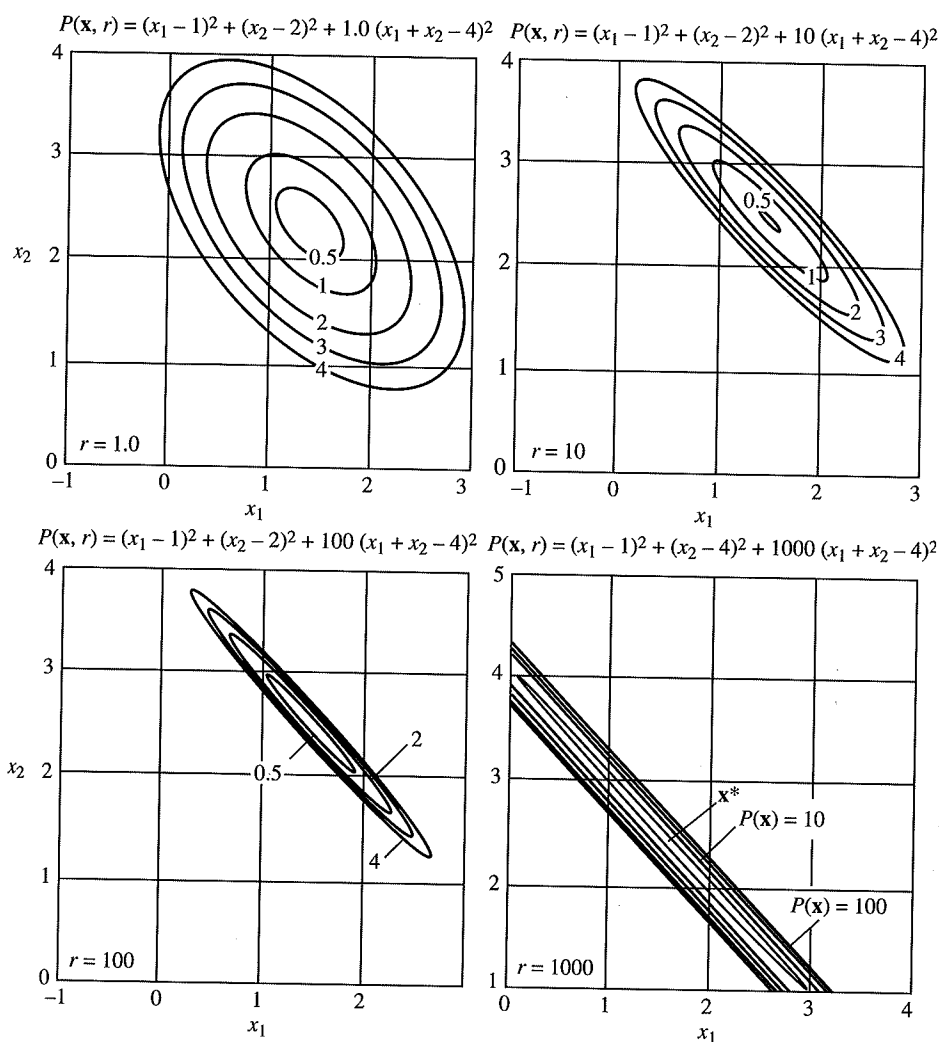 P(x, r) = (x₁ – 1)² + (x₂ – 2)² + 1.0 (x₁ + x₂ – 4)²
4
3
x₂ 2
1
0
0.5
1
2
3
4
r = 1.0
–1 0 1 2 3
x₁
P(x, r) = (x₁ – 1)² + (x₂ – 2)² + 10 (x₁ + x₂ – 4)²
4
3
2
1
0
0.5
1
2
3
4
r = 10
–1 0 1 2 3
x₁
P(x, r) = (x₁ – 1)² + (x₂ – 2)² + 100 (x₁ + x₂ – 4)²
4
3
x₂ 2
1
0
2
0.5
4
r = 100
–1 0 1 2
x₁
P(x, r) = (x₁ – 1)² + (x₂ – 4)² + 1000 (x₁ + x₂ – 4)²
5
4
3
2
1
x*
P(x) = 10
P(x) = 100
r = 1000
0 1 2 3 4
x₁